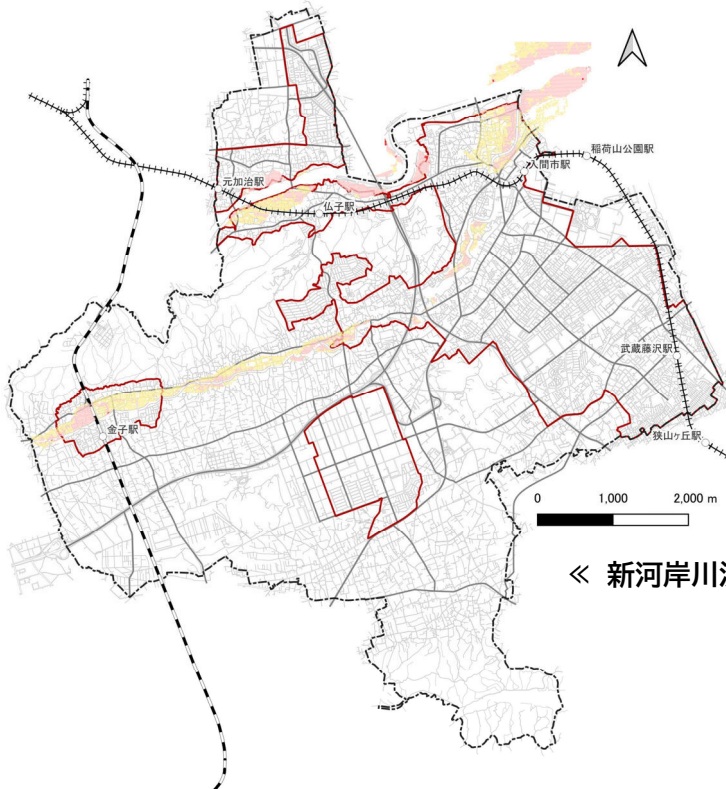 稲荷山公園駅
入間市駅
元加治駅
仏子駅
武蔵藤沢駅
金子駅
狭山ヶ丘駅
0 1,000 2,000 m
≪ 新河岸川